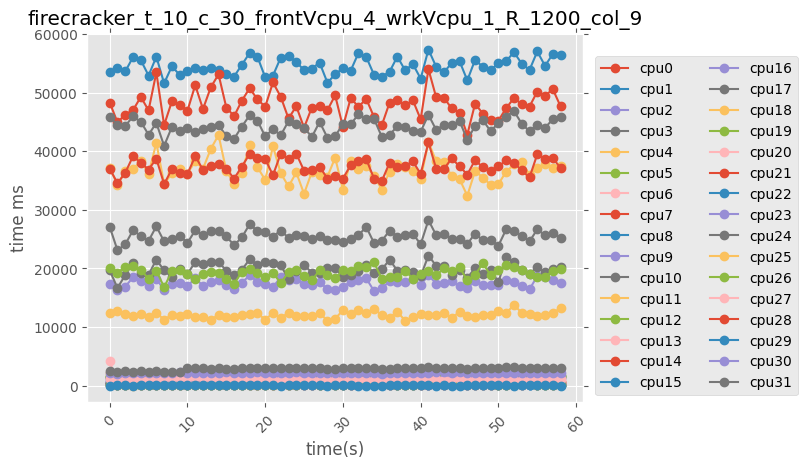 firecracker_t_10_c_30_frontVcpu_4_wrkVcpu_1_R_1200_col_9
60000
50000
40000
30000
20000
10000
0
time ms
0 10 20 30 40 50 60
time(s)
cpu0 cpu16
cpu1 cpu17
cpu2 cpu18
cpu3 cpu19
cpu4 cpu20
cpu5 cpu21
cpu6 cpu22
cpu7 cpu23
cpu8 cpu24
cpu9 cpu25
cpu10 cpu26
cpu11 cpu27
cpu12 cpu28
cpu13 cpu29
cpu14 cpu30
cpu15 cpu31